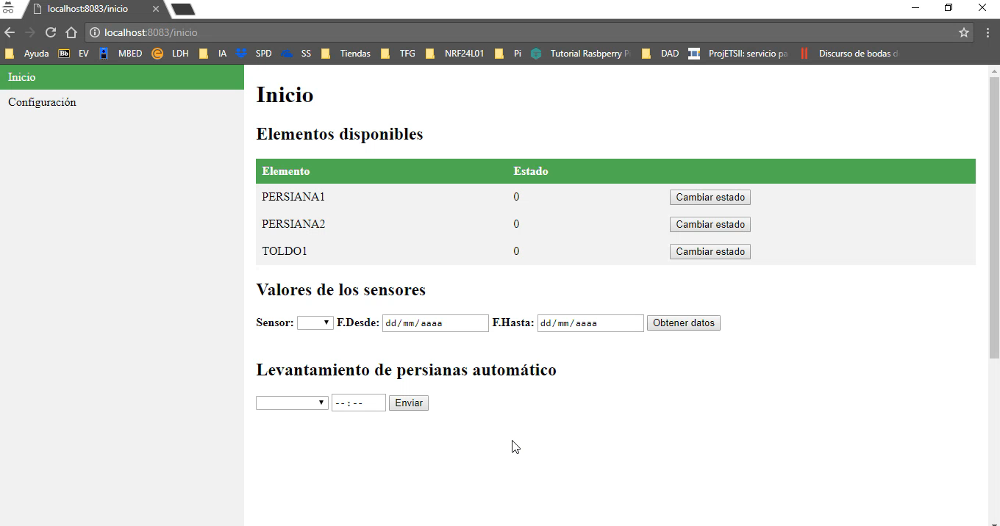 localhost:8083/inicio
localhost:8083/inicio
Ayuda Bb EV MBED LDH IA SPD SS Tiendas TFG NRF24L01 Pi Tutorial Rasbperry Pi DAD ProjETSII: servicio pa Discurso de bodas d
Inicio
Configuración
Inicio
Elementos disponibles
Elemento Estado
PERSIANA1 0 Cambiar estado
PERSIANA2 0 Cambiar estado
TOLDO1 0 Cambiar estado
Valores de los sensores
Sensor: F.Desde: dd/mm/aaaa F.Hasta: dd/mm/aaaa Obtener datos
Levantamiento de persianas automático
--:-- Enviar